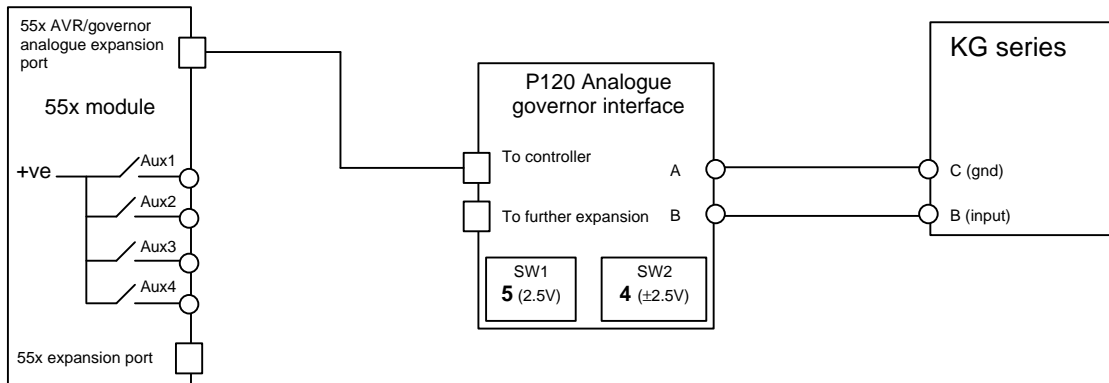 55x AVR/governor
analogue expansion
port
55x module
+ve
Aux1
Aux2
Aux3
Aux4
55x expansion port
P120 Analogue
governor interface
To controller
A
To further expansion
B
SW1
5 (2.5V)
SW2
4 (±2.5V)
KG series
C (gnd)
B (input)